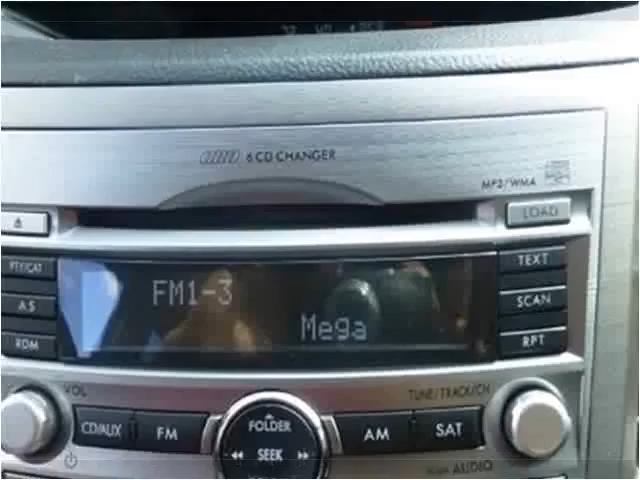 6 CD CHANGER
MP3/WMA
LOAD
PTY/CAT
TEXT
FM1-3
AS
SCAN
Mega
RDM
RPT
VOL
TUNE/TRACK/CH
CD/AUX
FM
FOLDER
SEEK
AM
SAT
AUDIO